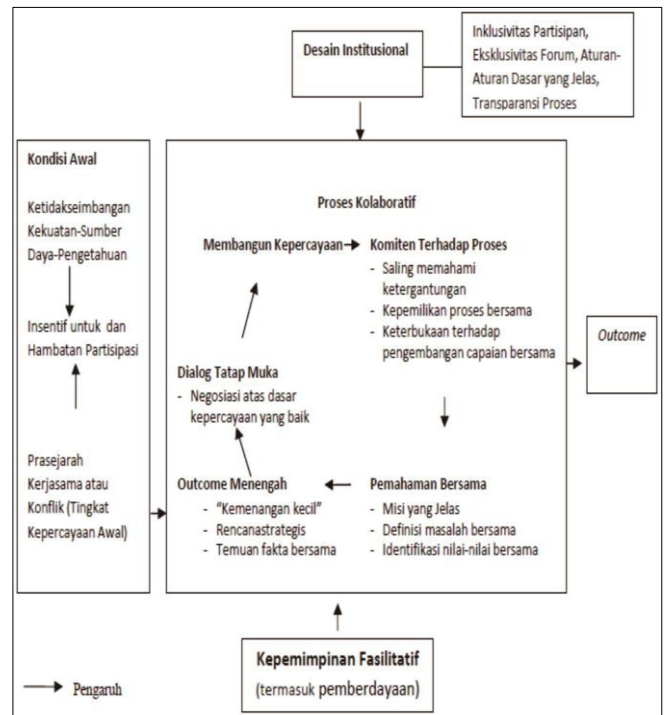 Desain Institusional
Inklusivitas Partisipan,
Eksklusivitas Forum, Aturan-
Aturan Dasar yang Jelas,
Transparansi Proses
Kondisi Awal
Ketidakseimbangan
Kekuatan-Sumber
Daya-Pengetahuan
Insentif untuk dan
Hambatan Partisipasi
Prasejarah
Kerjasama atau
Konflik (Tingkat
Kepercayaan Awal)
Proses Kolaboratif
Membangun Kepercayaan
Komiten Terhadap Proses
- Saling memahami
ketergantungan
- Kepemilikan proses bersama
- Keterbukaan terhadap
pengembangan capaian bersama
Dialog Tatap Muka
- Negosiasi atas dasar
kepercayaan yang baik
Outcome Menengah
- "Kemenangan kecil"
- Rencanastrategis
- Temuan fakta bersama
Pemahaman Bersama
- Misi yang Jelas
- Definisi masalah bersama
- Identifikasi nilai-nilai bersama
Outcome
Kepemimpinan Fasilitatif
(termasuk pemberdayaan)
Pengaruh